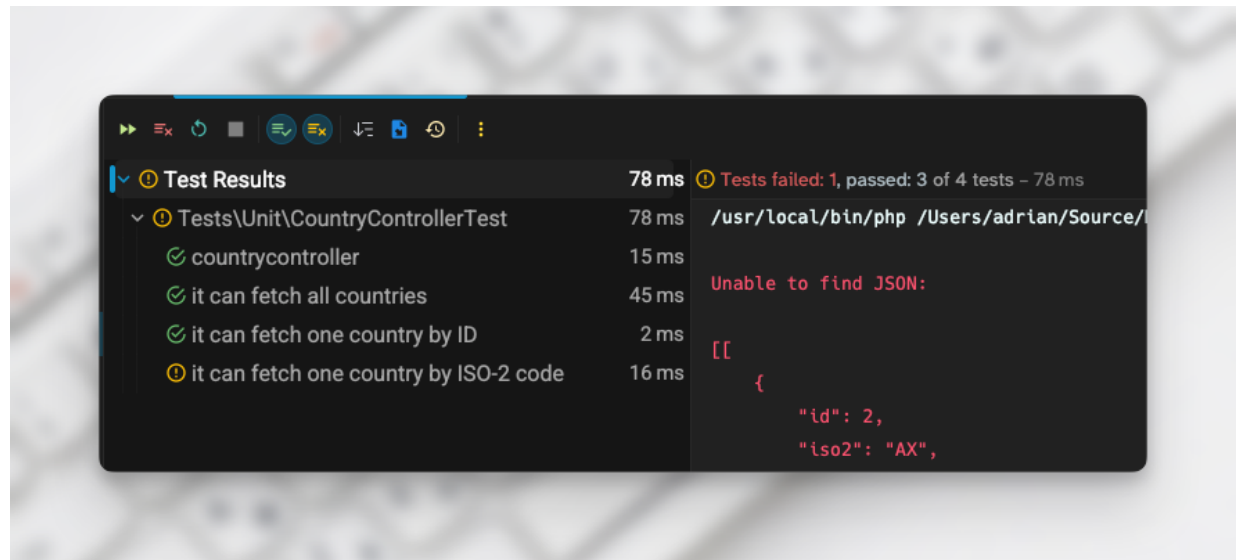 Test Results 78 ms
Tests\Unit\CountryControllerTest 78 ms
countrycontroller 15 ms
it can fetch all countries 45 ms
it can fetch one country by ID 2 ms
it can fetch one country by ISO-2 code 16 ms
Tests failed: 1, passed: 3 of 4 tests – 78 ms
/usr/local/bin/php /Users/adrian/Source/
Unable to find JSON:
[[
{
"id": 2,
"iso2": "AX",